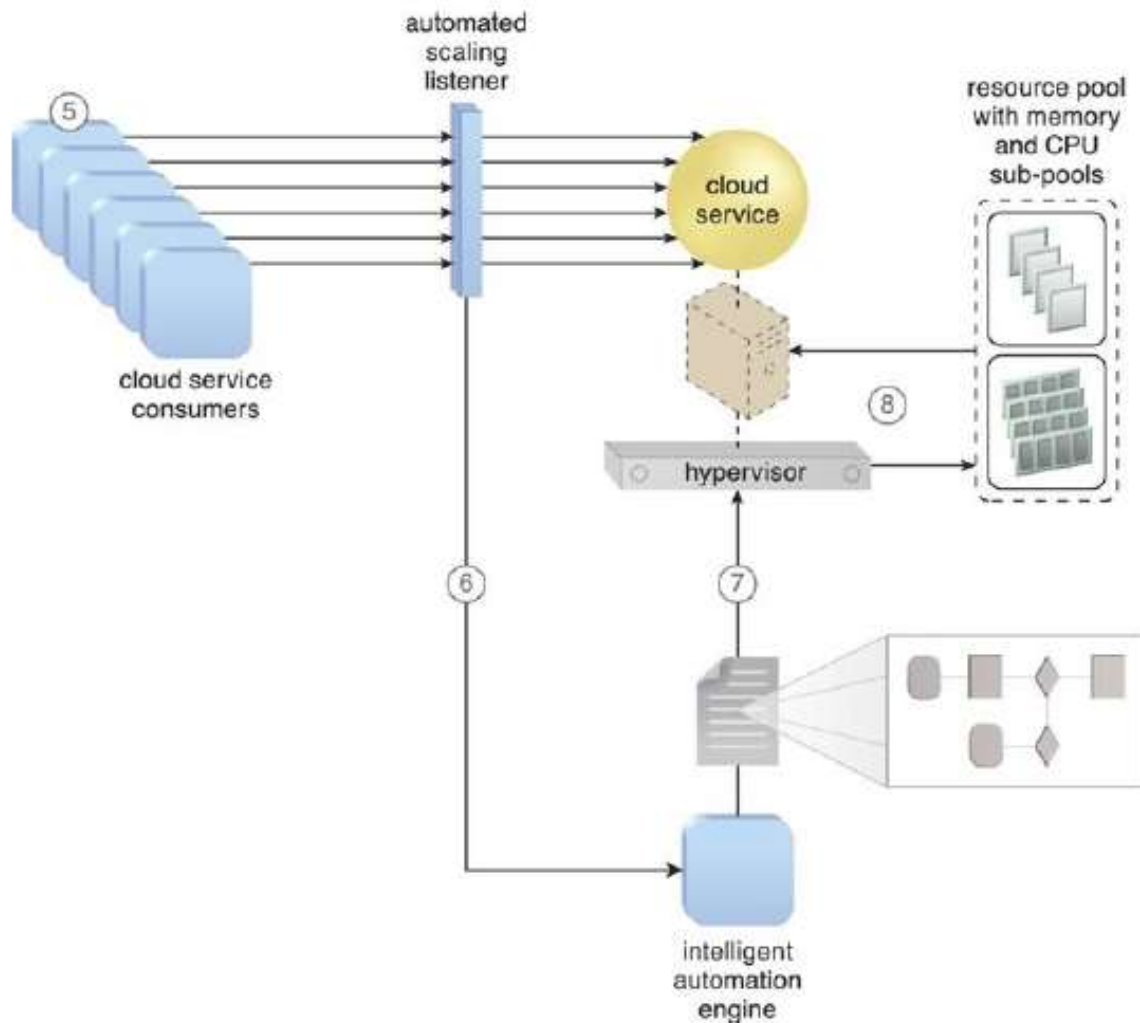 automated
scaling
listener
5
resource pool
with memory
and CPU
sub-pools
cloud
service
cloud service
consumers
8
hypervisor
6
7
intelligent
automation
engine